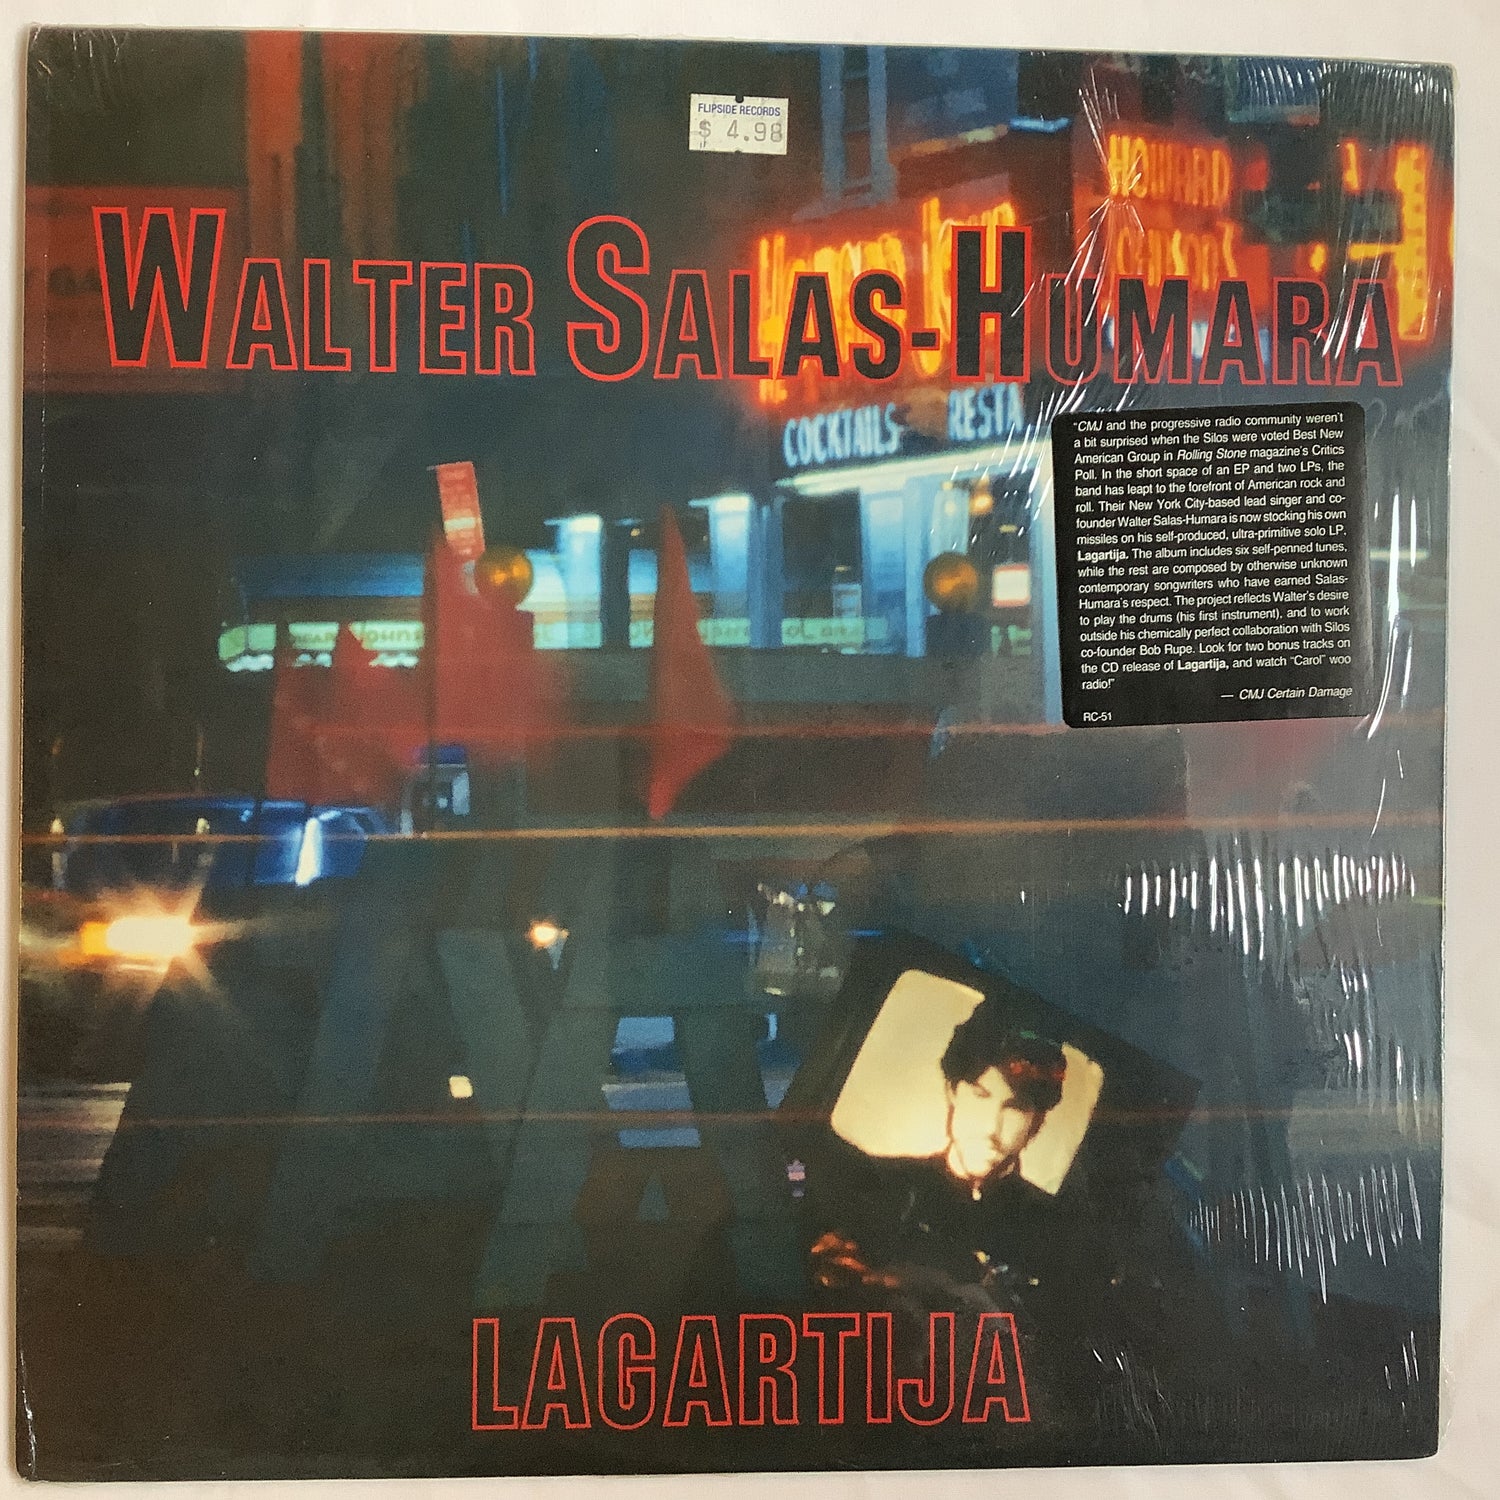 FLIPSIDE RECORDS
$ 4.98
HOWARD
JOHNSON'S
WALTER SALAS-HUMARA
COCKTAILS RESTA
"CMJ and the progressive radio community weren't
a bit surprised when the Silos were voted Best New
American Group in Rolling Stone magazine's Critics
Poll. In the short space of an EP and two LPs, the
band has leapt to the forefront of American rock and
roll. Their New York City-based lead singer and co-
founder Walter Salas-Humara is now stocking his own
missiles on his self-produced, ultra-primitive solo LP,
Lagartija. The album includes six self-penned tunes,
while the rest are composed by otherwise unknown
contemporary songwriters who have earned Salas-
Humara's respect. The project reflects Walter's desire
to play the drums (his first instrument), and to work
outside his chemically perfect collaboration with Silos
co-founder Bob Rupe. Look for two bonus tracks on
the CD release of Lagartija, and watch "Carol" woo
radio!"
— CMJ Certain Damage
RC-51
LAGARTIJA